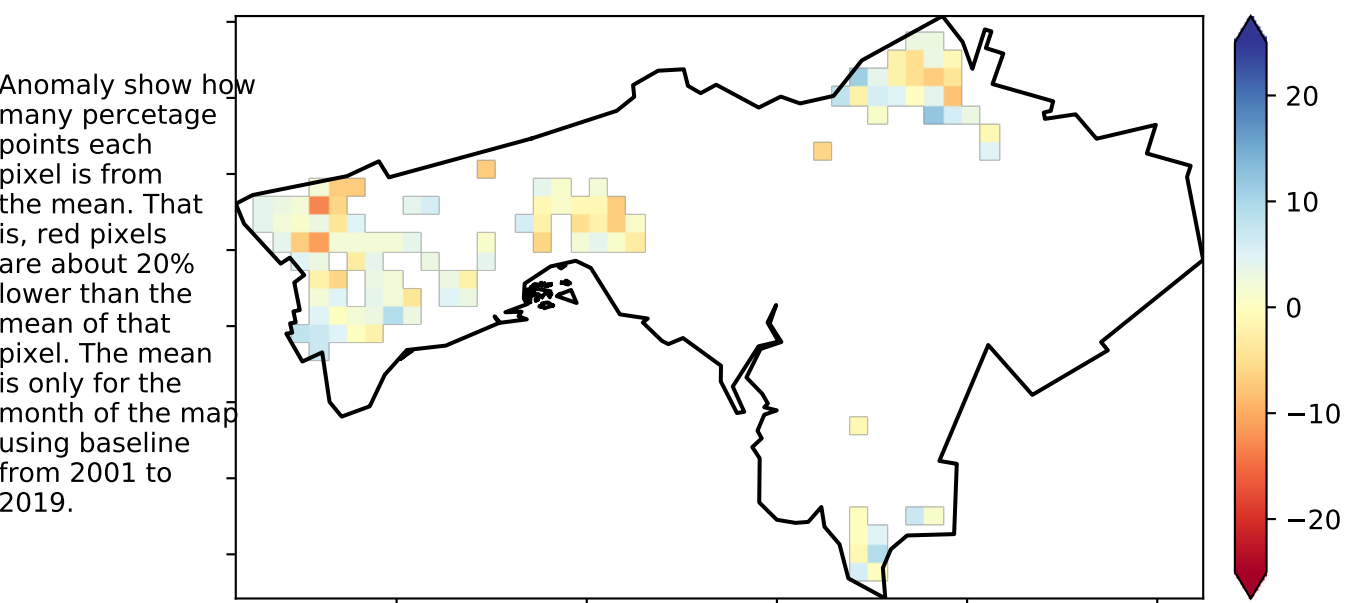 Anomaly show how
many percetage
points each
pixel is from
the mean. That
is, red pixels
are about 20%
lower than the
mean of that
pixel. The mean
is only for the
month of the map
using baseline
from 2001 to
2019.
20
10
0
−10
−20